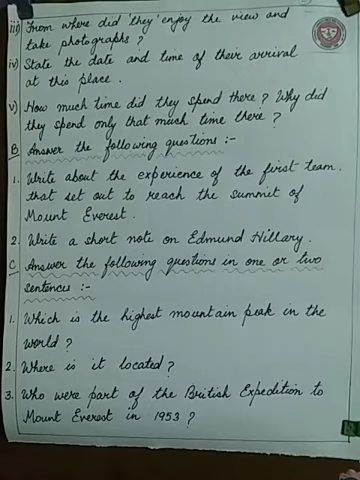 iii) From where did 'they' enjoy the view and
take photographs?
iv) State the date and time of their arrival
at this place.
v) How much time did they spend there? Why did
they spend only that much time there?
B Answer the following questions :-
1. Write about the experience of the first team
that set out to reach the summit of
Mount Everest.
2. Write a short note on Edmund Hillary.
C Answer the following questions in one or two
sentences :-
1. Which is the highest mountain peak in the
world?
2. Where is it located?
3. Who were part of the British Expedition to
Mount Everest in 1953?